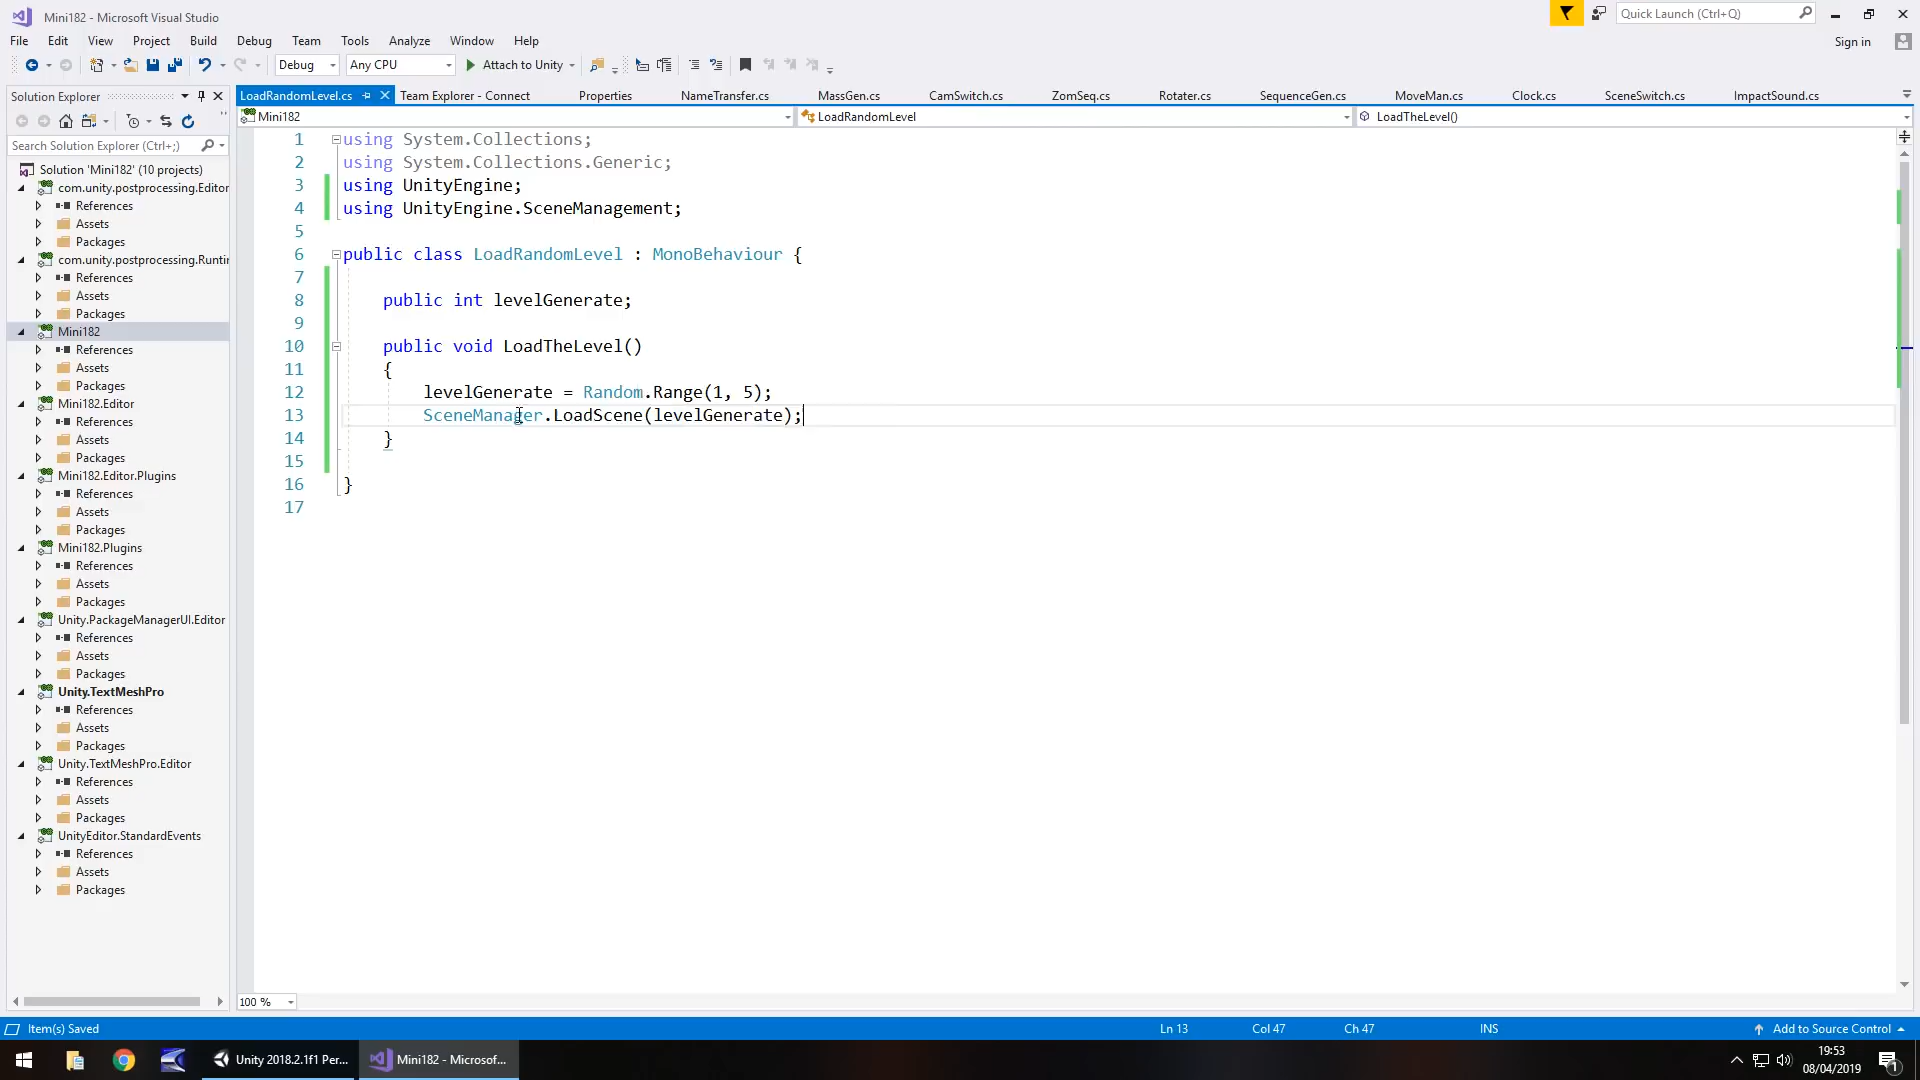 Mini182 - Microsoft Visual Studio
Quick Launch (Ctrl+Q)
File Edit View Project Build Debug Team Tools Analyze Window Help
Sign in
Debug Any CPU Attach to Unity
Solution Explorer
LoadRandomLevel.cs Team Explorer - Connect Properties NameTransfer.cs MassGen.cs CamSwitch.cs ZomSeq.cs Rotater.cs SequenceGen.cs MoveMan.cs Clock.cs SceneSwitch.cs ImpactSound.cs
Mini182 LoadRandomLevel LoadTheLevel()
Search Solution Explorer (Ctrl+;)
Solution 'Mini182' (10 projects)
com.unity.postprocessing.Editor
References
Assets
Packages
com.unity.postprocessing.Runti
References
Assets
Packages
Mini182
References
Assets
Packages
Mini182.Editor
References
Assets
Packages
Mini182.Editor.Plugins
References
Assets
Packages
Mini182.Plugins
References
Assets
Packages
Unity.PackageManagerUI.Editor
References
Assets
Packages
Unity.TextMeshPro
References
Assets
Packages
Unity.TextMeshPro.Editor
References
Assets
Packages
UnityEditor.StandardEvents
References
Assets
Packages
1 using System.Collections;
2 using System.Collections.Generic;
3 using UnityEngine;
4 using UnityEngine.SceneManagement;
5
6 public class LoadRandomLevel : MonoBehaviour {
7
8 public int levelGenerate;
9
10 public void LoadTheLevel()
11 {
12 levelGenerate = Random.Range(1, 5);
13 SceneManager.LoadScene(levelGenerate);
14 }
15
16 }
17
100 %
Item(s) Saved Ln 13 Col 47 Ch 47 INS Add to Source Control
Unity 2018.2.1f1 Per... Mini182 - Microsof...
19:53
08/04/2019
1